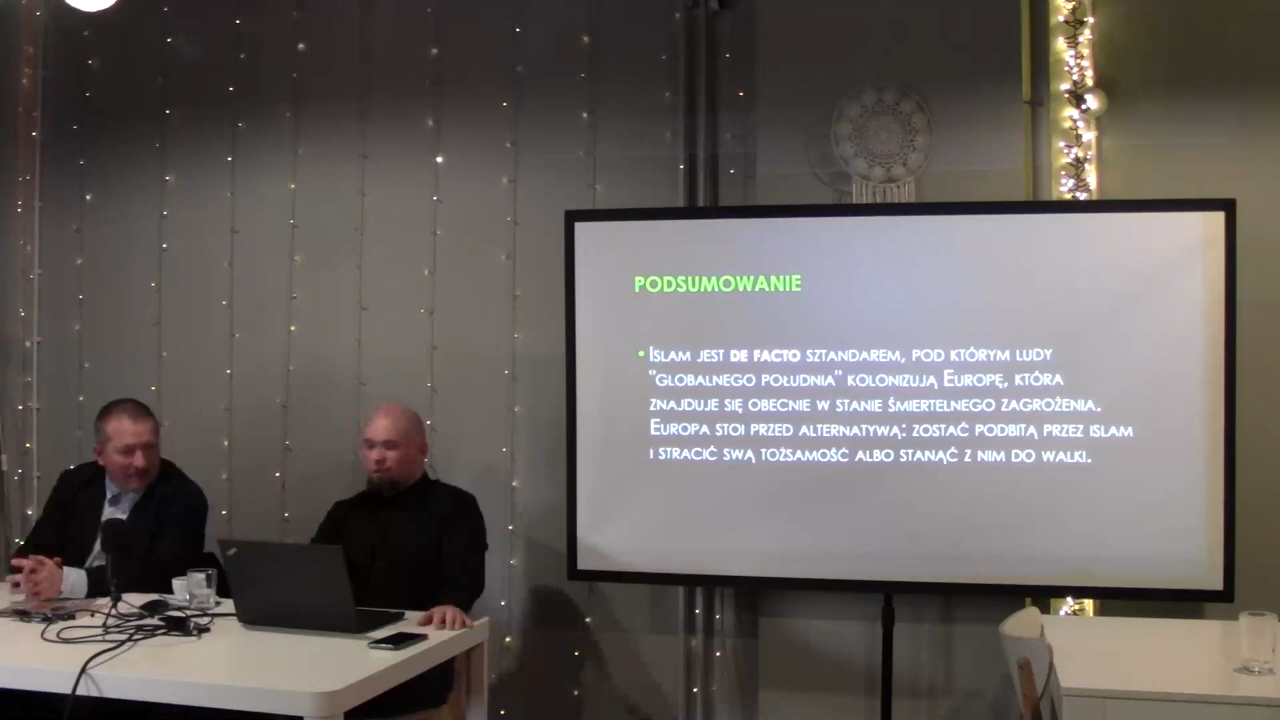 PODSUMOWANIE
• ISLAM JEST DE FACTO SZTANDAREM, POD KTÓRYM LUDY
"GLOBALNEGO POŁUDNIA" KOLONIZUJĄ EUROPĘ, KTÓRA
ZNAJDUJE SIĘ OBECNIE W STANIE ŚMIERTELNEGO ZAGROŻENIA.
EUROPA STOI PRZED ALTERNATYWĄ: ZOSTAĆ PODBITĄ PRZEZ ISLAM
I STRACIĆ SWĄ TOŻSAMOŚĆ ALBO STANĄĆ Z NIM DO WALKI.